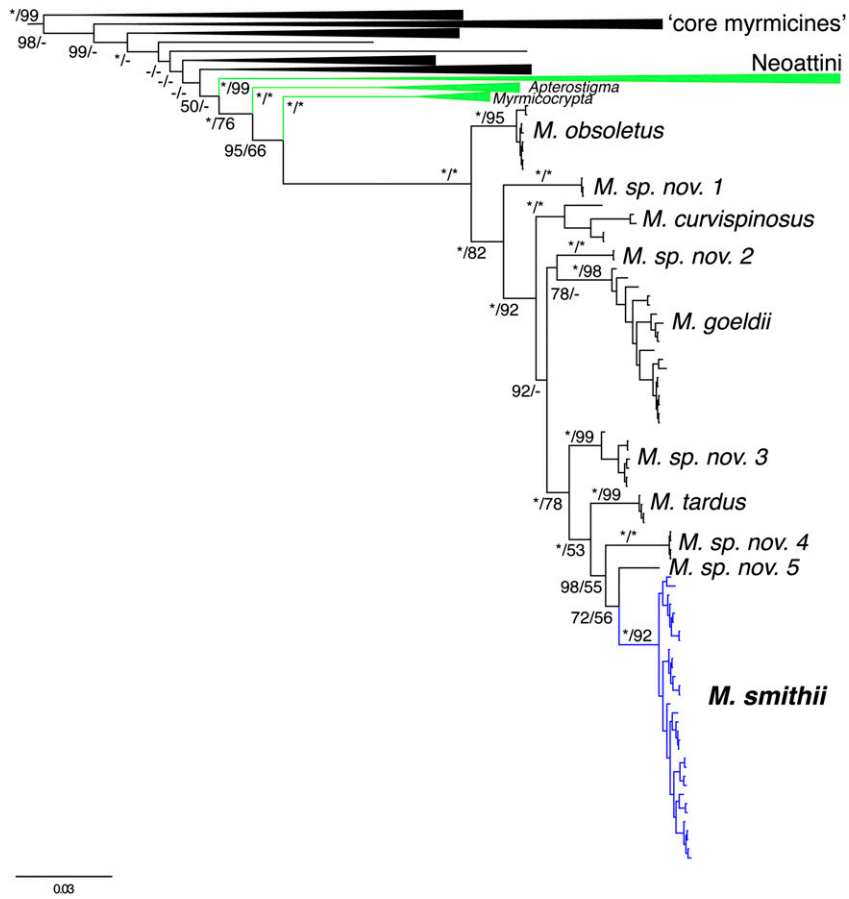 */99
'core myrmicines'
98/-
99/-
*/-
Neoattini
-/-
-/-
-/-
*/99
Apterostigma
50/-
*/*
*/*
Myrmicocrypta
*/76
*/95
M. obsoletus
95/66
*/*
*/*
M. sp. nov. 1
*/*
M. curvispinosus
*/82
*/*
M. sp. nov. 2
*/98
78/-
*/92
M. goeldii
92/-
*/99
M. sp. nov. 3
*/99
M. tardus
*/78
*/*
M. sp. nov. 4
*/53
M. sp. nov. 5
98/55
72/56
*/92
M. smithii
0.03